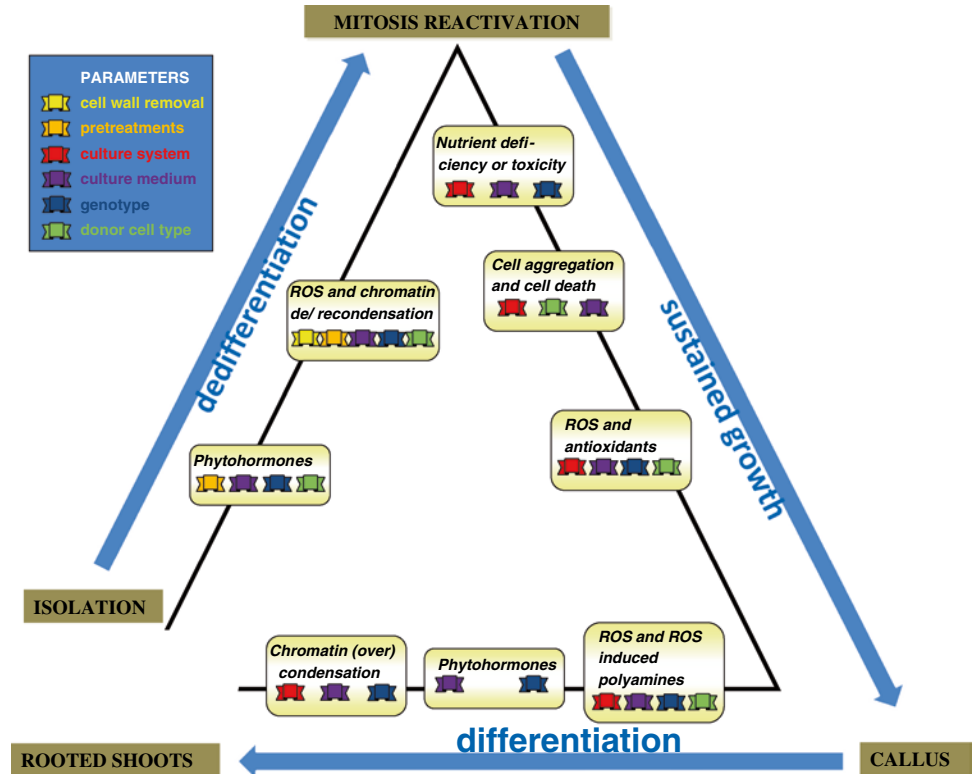 MITOSIS REACTIVATION
PARAMETERS
cell wall removal
pretreatments
culture system
culture medium
genotype
donor cell type
dedifferentiation
Nutrient defi-
ciency or toxicity
Cell aggregation
and cell death
ROS and chromatin
de/ recondensation
sustained growth
ROS and
antioxidants
Phytohormones
ISOLATION
Chromatin (over)
condensation
Phytohormones
ROS and ROS
induced
polyamines
differentiation
ROOTED SHOOTS
CALLUS